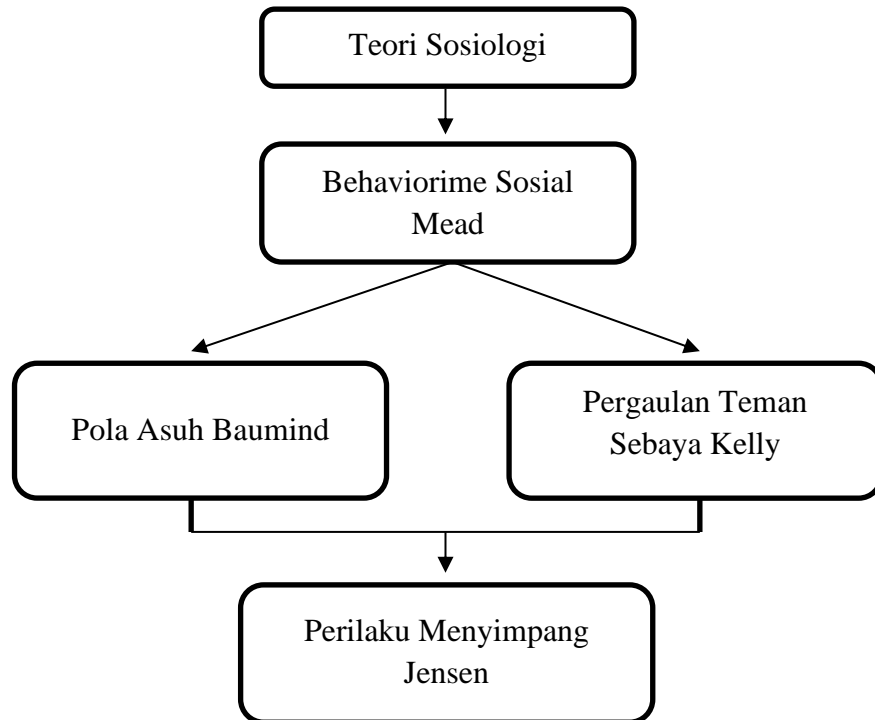 Teori Sosiologi
Behaviorime Sosial
Mead
Pola Asuh Baumind
Pergaulan Teman
Sebaya Kelly
Perilaku Menyimpang
Jensen